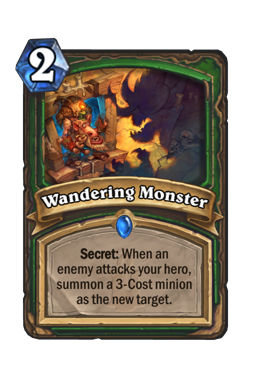 2
Wandering Monster
Secret: When an
enemy attacks your hero,
summon a 3-Cost minion
as the new target.